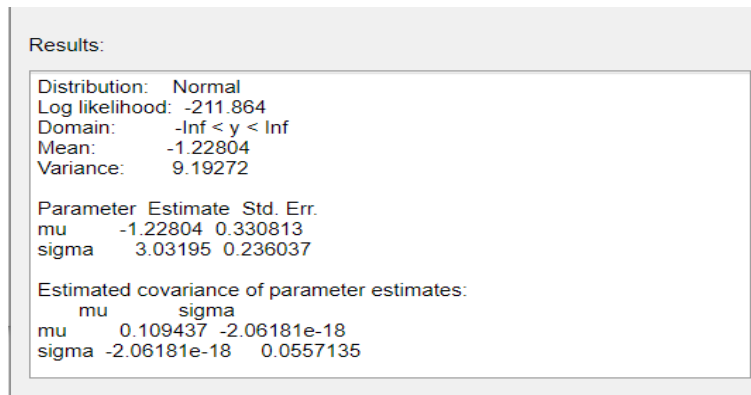 Results:
Distribution: Normal
Log likelihood: -211.864
Domain: -Inf < y < Inf
Mean: -1.22804
Variance: 9.19272
Parameter Estimate Std. Err.
mu -1.22804 0.330813
sigma 3.03195 0.236037
Estimated covariance of parameter estimates:
mu sigma
mu 0.109437 -2.06181e-18
sigma -2.06181e-18 0.0557135